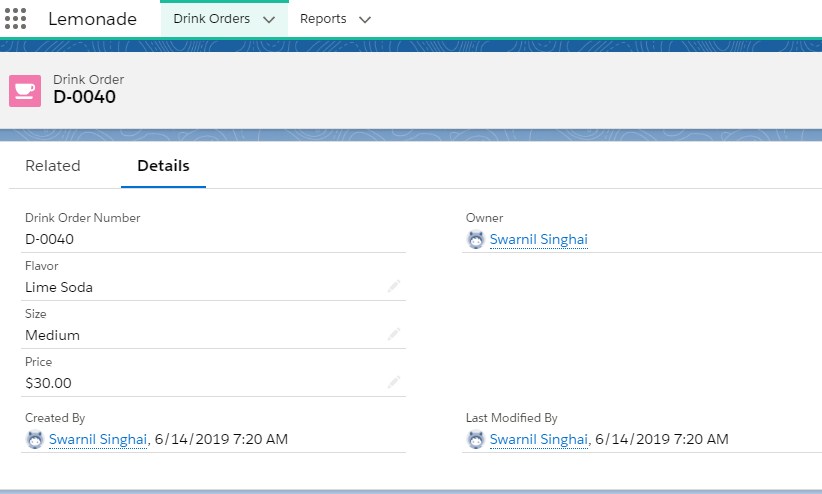 Lemonade Drink Orders Reports
Drink Order
D-0040
Related Details
Drink Order Number
D-0040
Owner
Swarnil Singhai
Flavor
Lime Soda
Size
Medium
Price
$30.00
Created By
Swarnil Singhai, 6/14/2019 7:20 AM
Last Modified By
Swarnil Singhai, 6/14/2019 7:20 AM